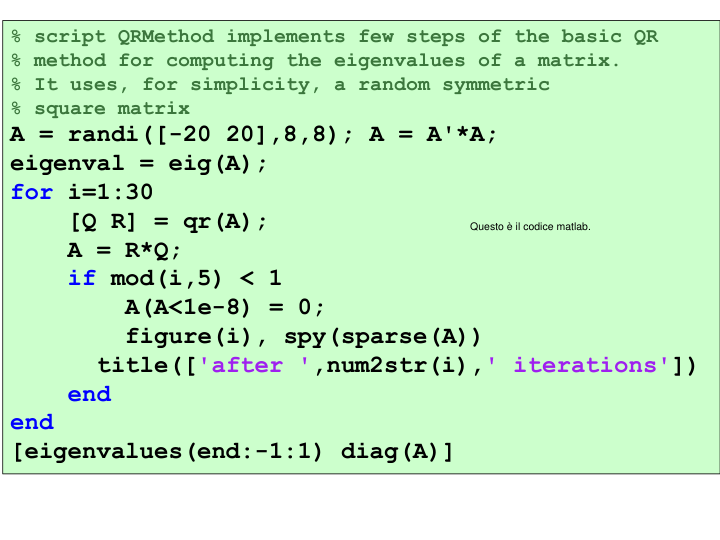 % script QRMethod implements few steps of the basic QR
% method for computing the eigenvalues of a matrix.
% It uses, for simplicity, a random symmetric
% square matrix
A = randi([-20 20],8,8); A = A'*A;
eigenval = eig(A);
for i=1:30
    [Q R] = qr(A);
Questo è il codice matlab.
    A = R*Q;
    if mod(i,5) < 1
        A(A<1e-8) = 0;
        figure(i), spy(sparse(A))
      title(['after ',num2str(i),' iterations'])
    end
end
[eigenvalues(end:-1:1) diag(A)]